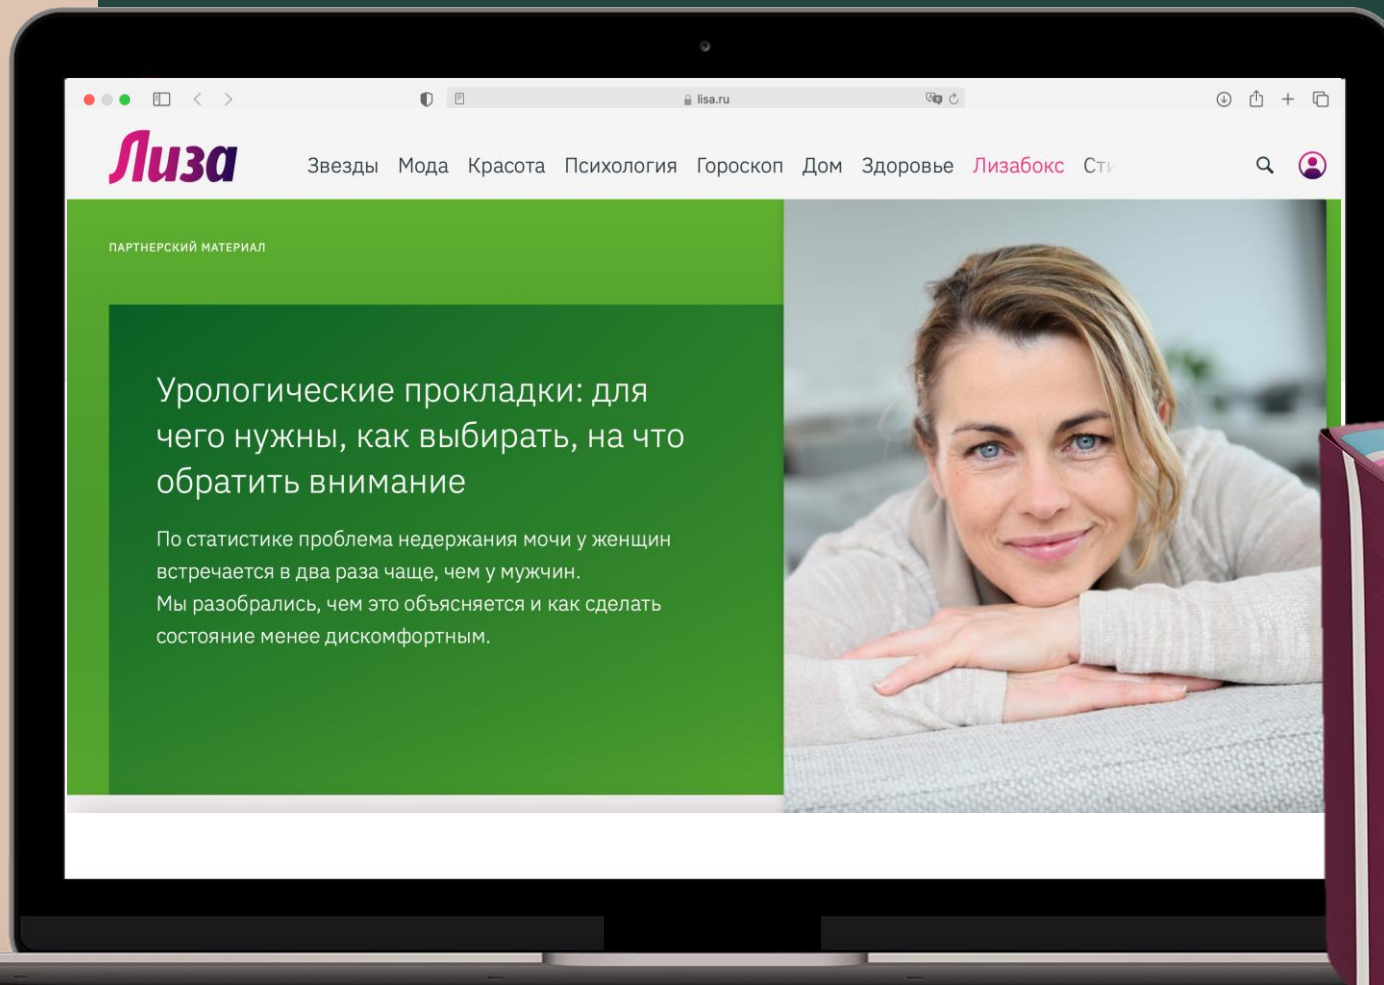 lisa.ru
Лиза
Звезды Мода Красота Психология Гороскоп Дом Здоровье Лизабокс Сти
ПАРТНЕРСКИЙ МАТЕРИАЛ
Урологические прокладки: для
чего нужны, как выбирать, на что
обратить внимание
По статистике проблема недержания мочи у женщин
встречается в два раза чаще, чем у мужчин.
Мы разобрались, чем это объясняется и как сделать
состояние менее дискомфортным.